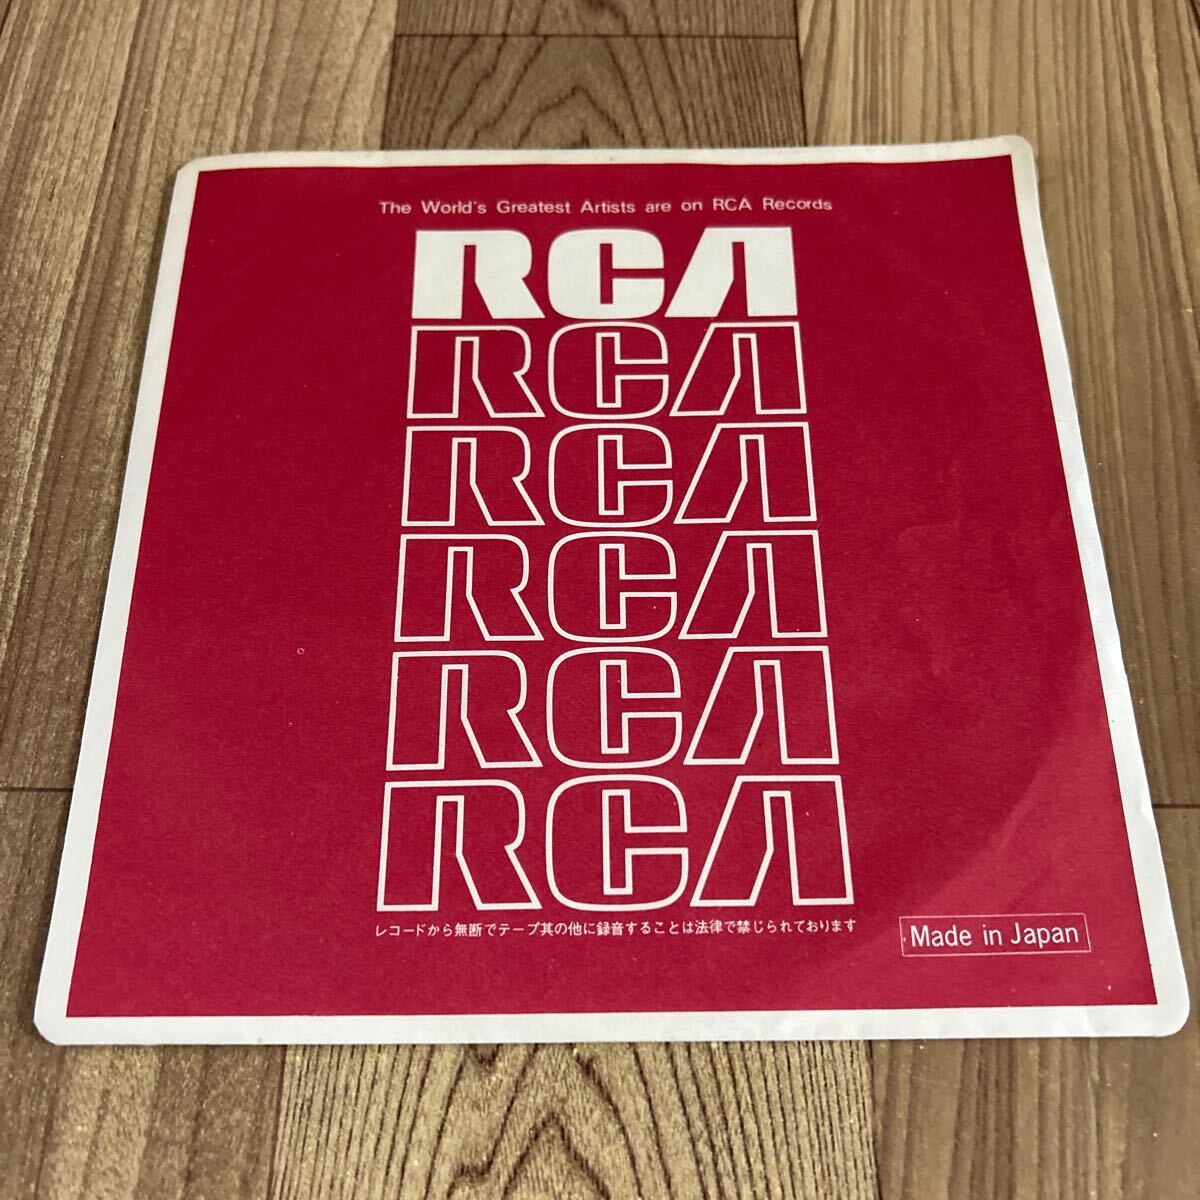 The World's Greatest Artists are on RCA Records
RCA
RCA
RCA
RCA
RCA
RCA
レコードから無断でテープ其の他に録音することは法律で禁じられております
Made in Japan